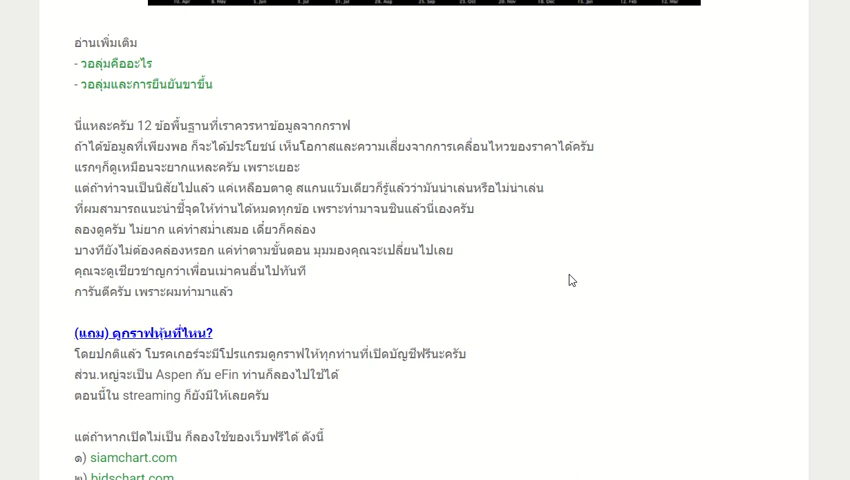 10. Apr 8. May 5. Jun 3. Jul 31. Jul 28. Aug 25. Sep 23. Oct 20. Nov 18. Dec 15. Jan 12. Feb 12. Mar
อ่านเพิ่มเติม
- วอลุ่มคืออะไร
- วอลุ่มและการยืนยันขาขึ้น
นี่แหละครับ 12 ข้อพื้นฐานที่เราควรหาข้อมูลจากกราฟ
ถ้าได้ข้อมูลที่เพียงพอ ก็จะได้ประโยชน์ เห็นโอกาสและความเสี่ยงจากการเคลื่อนไหวของราคาได้ครับ
แรกๆก็ดูเหมือนจะยากแหละครับ เพราะเยอะ
แต่ถ้าทำจนเป็นนิสัยไปแล้ว แค่เหลือบตาดู สแกนแว๊บเดียวก็รู้แล้วว่ามันน่าเล่นหรือไม่น่าเล่น
ที่ผมสามารถแนะนำชี้จุดให้ท่านได้หมดทุกข้อ เพราะทำมาจนชินแล้วนี่เองครับ
ลองดูครับ ไม่ยาก แค่ทำสม่ำเสมอ เดี๋ยวก็คล่อง
บางทียังไม่ต้องคล่องหรอก แค่ทำตามขั้นตอน มุมมองคุณจะเปลี่ยนไปเลย
คุณจะดูเชียวชาญกว่าเพื่อนเม่าคนอื่นไปทันที
การันตีครับ เพราะผมทำมาแล้ว
(แถม) ดูกราฟหุ้นที่ไหน?
โดยปกติแล้ว โบรคเกอร์จะมีโปรแกรมดูกราฟให้ทุกท่านที่เปิดบัญชีฟรีนะครับ
ส่วน.หญ่จะเป็น Aspen กับ eFin ท่านก็ลองไปใช้ได้
ตอนนี้ใน streaming ก็ยังมีให้เลยครับ
แต่ถ้าหากเปิดไม่เป็น ก็ลองใช้ของเว็บฟรีได้ ดังนี้
๑) siamchart.com
๒) bidschart.com